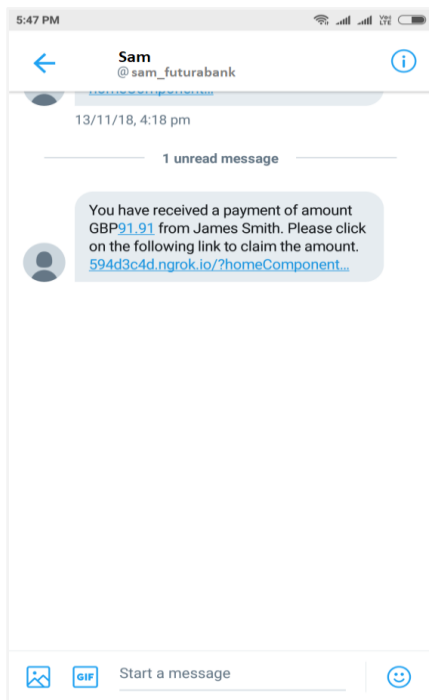 5:47 PM
VoLTE
Sam
@sam_futurabank
homeComponent...
13/11/18, 4:18 pm
1 unread message
You have received a payment of amount
GBP91.91 from James Smith. Please click
on the following link to claim the amount.
594d3c4d.ngrok.io/?homeComponent...
GIF
Start a message